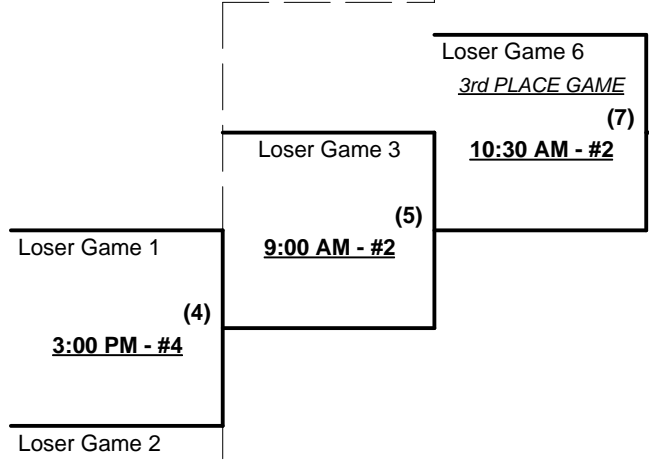 Loser Game 6
3rd PLACE GAME
(7)
10:30 AM - #2
Loser Game 3
(5)
9:00 AM - #2
Loser Game 1
(4)
3:00 PM - #4
Loser Game 2